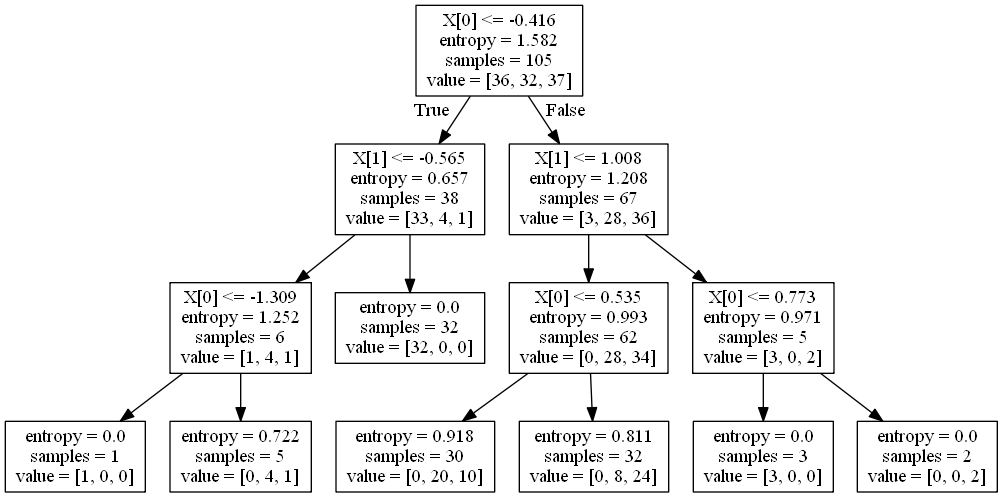 X[0] <= -0.416
entropy = 1.582
samples = 105
value = [36, 32, 37]
True
False
X[1] <= -0.565
entropy = 0.657
samples = 38
value = [33, 4, 1]
X[1] <= 1.008
entropy = 1.208
samples = 67
value = [3, 28, 36]
X[0] <= -1.309
entropy = 1.252
samples = 6
value = [1, 4, 1]
entropy = 0.0
samples = 32
value = [32, 0, 0]
X[0] <= 0.535
entropy = 0.993
samples = 62
value = [0, 28, 34]
X[0] <= 0.773
entropy = 0.971
samples = 5
value = [3, 0, 2]
entropy = 0.0
samples = 1
value = [1, 0, 0]
entropy = 0.722
samples = 5
value = [0, 4, 1]
entropy = 0.918
samples = 30
value = [0, 20, 10]
entropy = 0.811
samples = 32
value = [0, 8, 24]
entropy = 0.0
samples = 3
value = [3, 0, 0]
entropy = 0.0
samples = 2
value = [0, 0, 2]